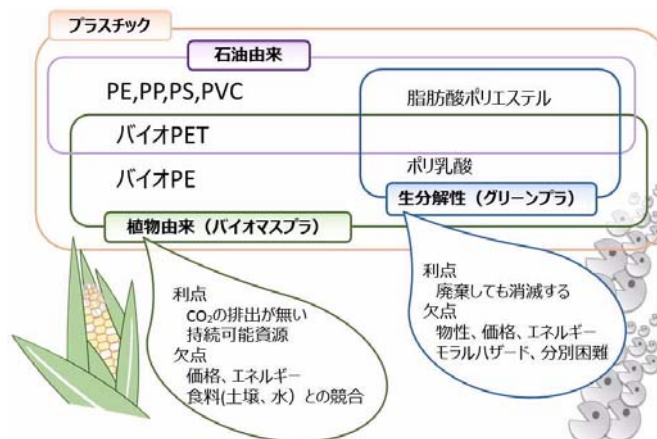 プラスチック
石油由来
PE,PP,PS,PVC
脂肪酸ポリエステル
バイオPET
バイオPE
ポリ乳酸
生分解性（グリーンプラ）
植物由来（バイオマスプラ）
利点
CO₂の排出が無い
持続可能資源
欠点
価格、エネルギー
食料(土壌、水）との競合
利点
廃棄しても消滅する
欠点
物性、価格、エネルギー
モラルハザード、分別困難